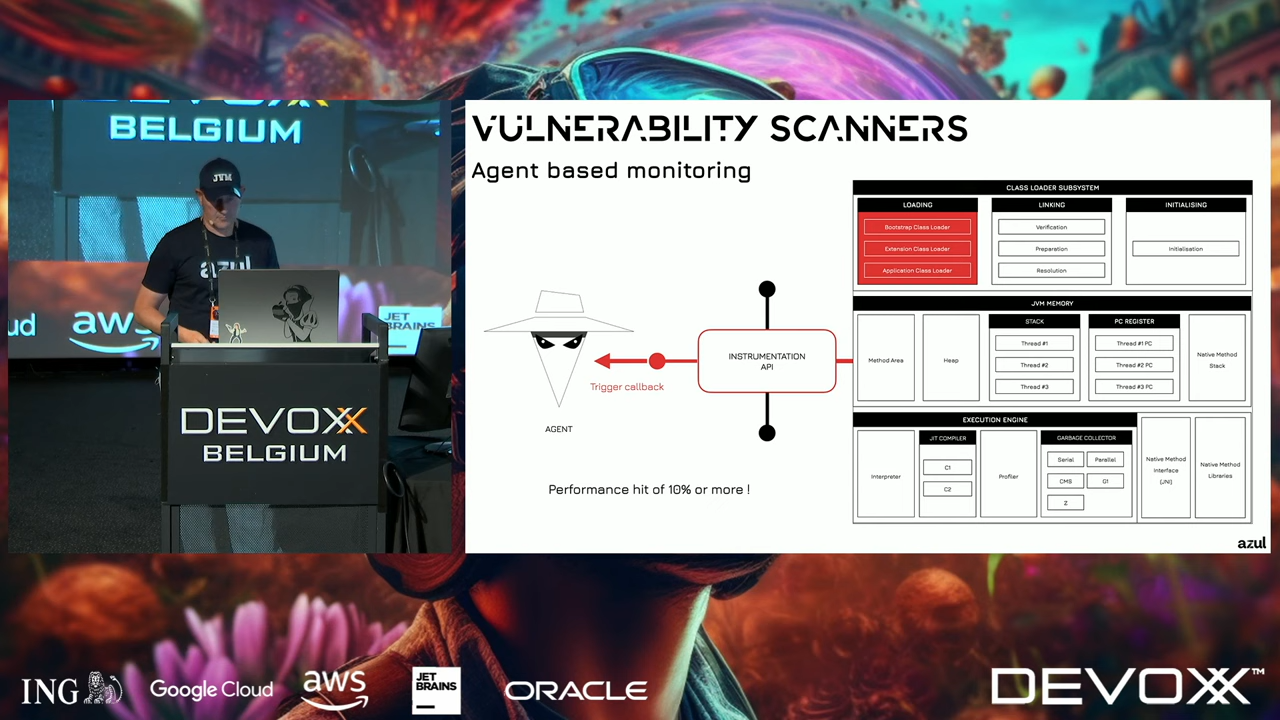 DEVOXX
BELGIUM
JVM
azul
ud
aws
JET
BRAINS
DEVOXX
BELGIUM
VULNERABILITY SCANNERS
Agent based monitoring
AGENT
Trigger callback
INSTRUMENTATION
API
Performance hit of 10% or more !
CLASS LOADER SUBSYSTEM
LOADING
Bootstrap Class Loader
Extension Class Loader
Application Class Loader
LINKING
Verification
Preparation
Resolution
INITIALISING
Initialisation
JVM MEMORY
Method Area
Heap
STACK
Thread #1
Thread #2
Thread #3
PC REGISTER
Thread #1 PC
Thread #2 PC
Thread #3 PC
Native Method
Stack
EXECUTION ENGINE
Interpreter
JIT COMPILER
C1
C2
Profiler
GARBAGE COLLECTOR
Serial
Parallel
CMS
G1
Z
Native Method
Interface
(JNI)
Native Method
Libraries
azul
ING
Google Cloud
aws
JET
BRAINS
ORACLE
DEVOXX™